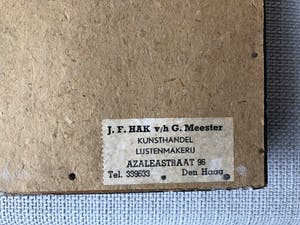 J. F. HAK v/h G. Meester
KUNSTHANDEL
LIJSTENMAKERIJ
AZALEASTRAAT 96
Tel. 339633 Den Haag